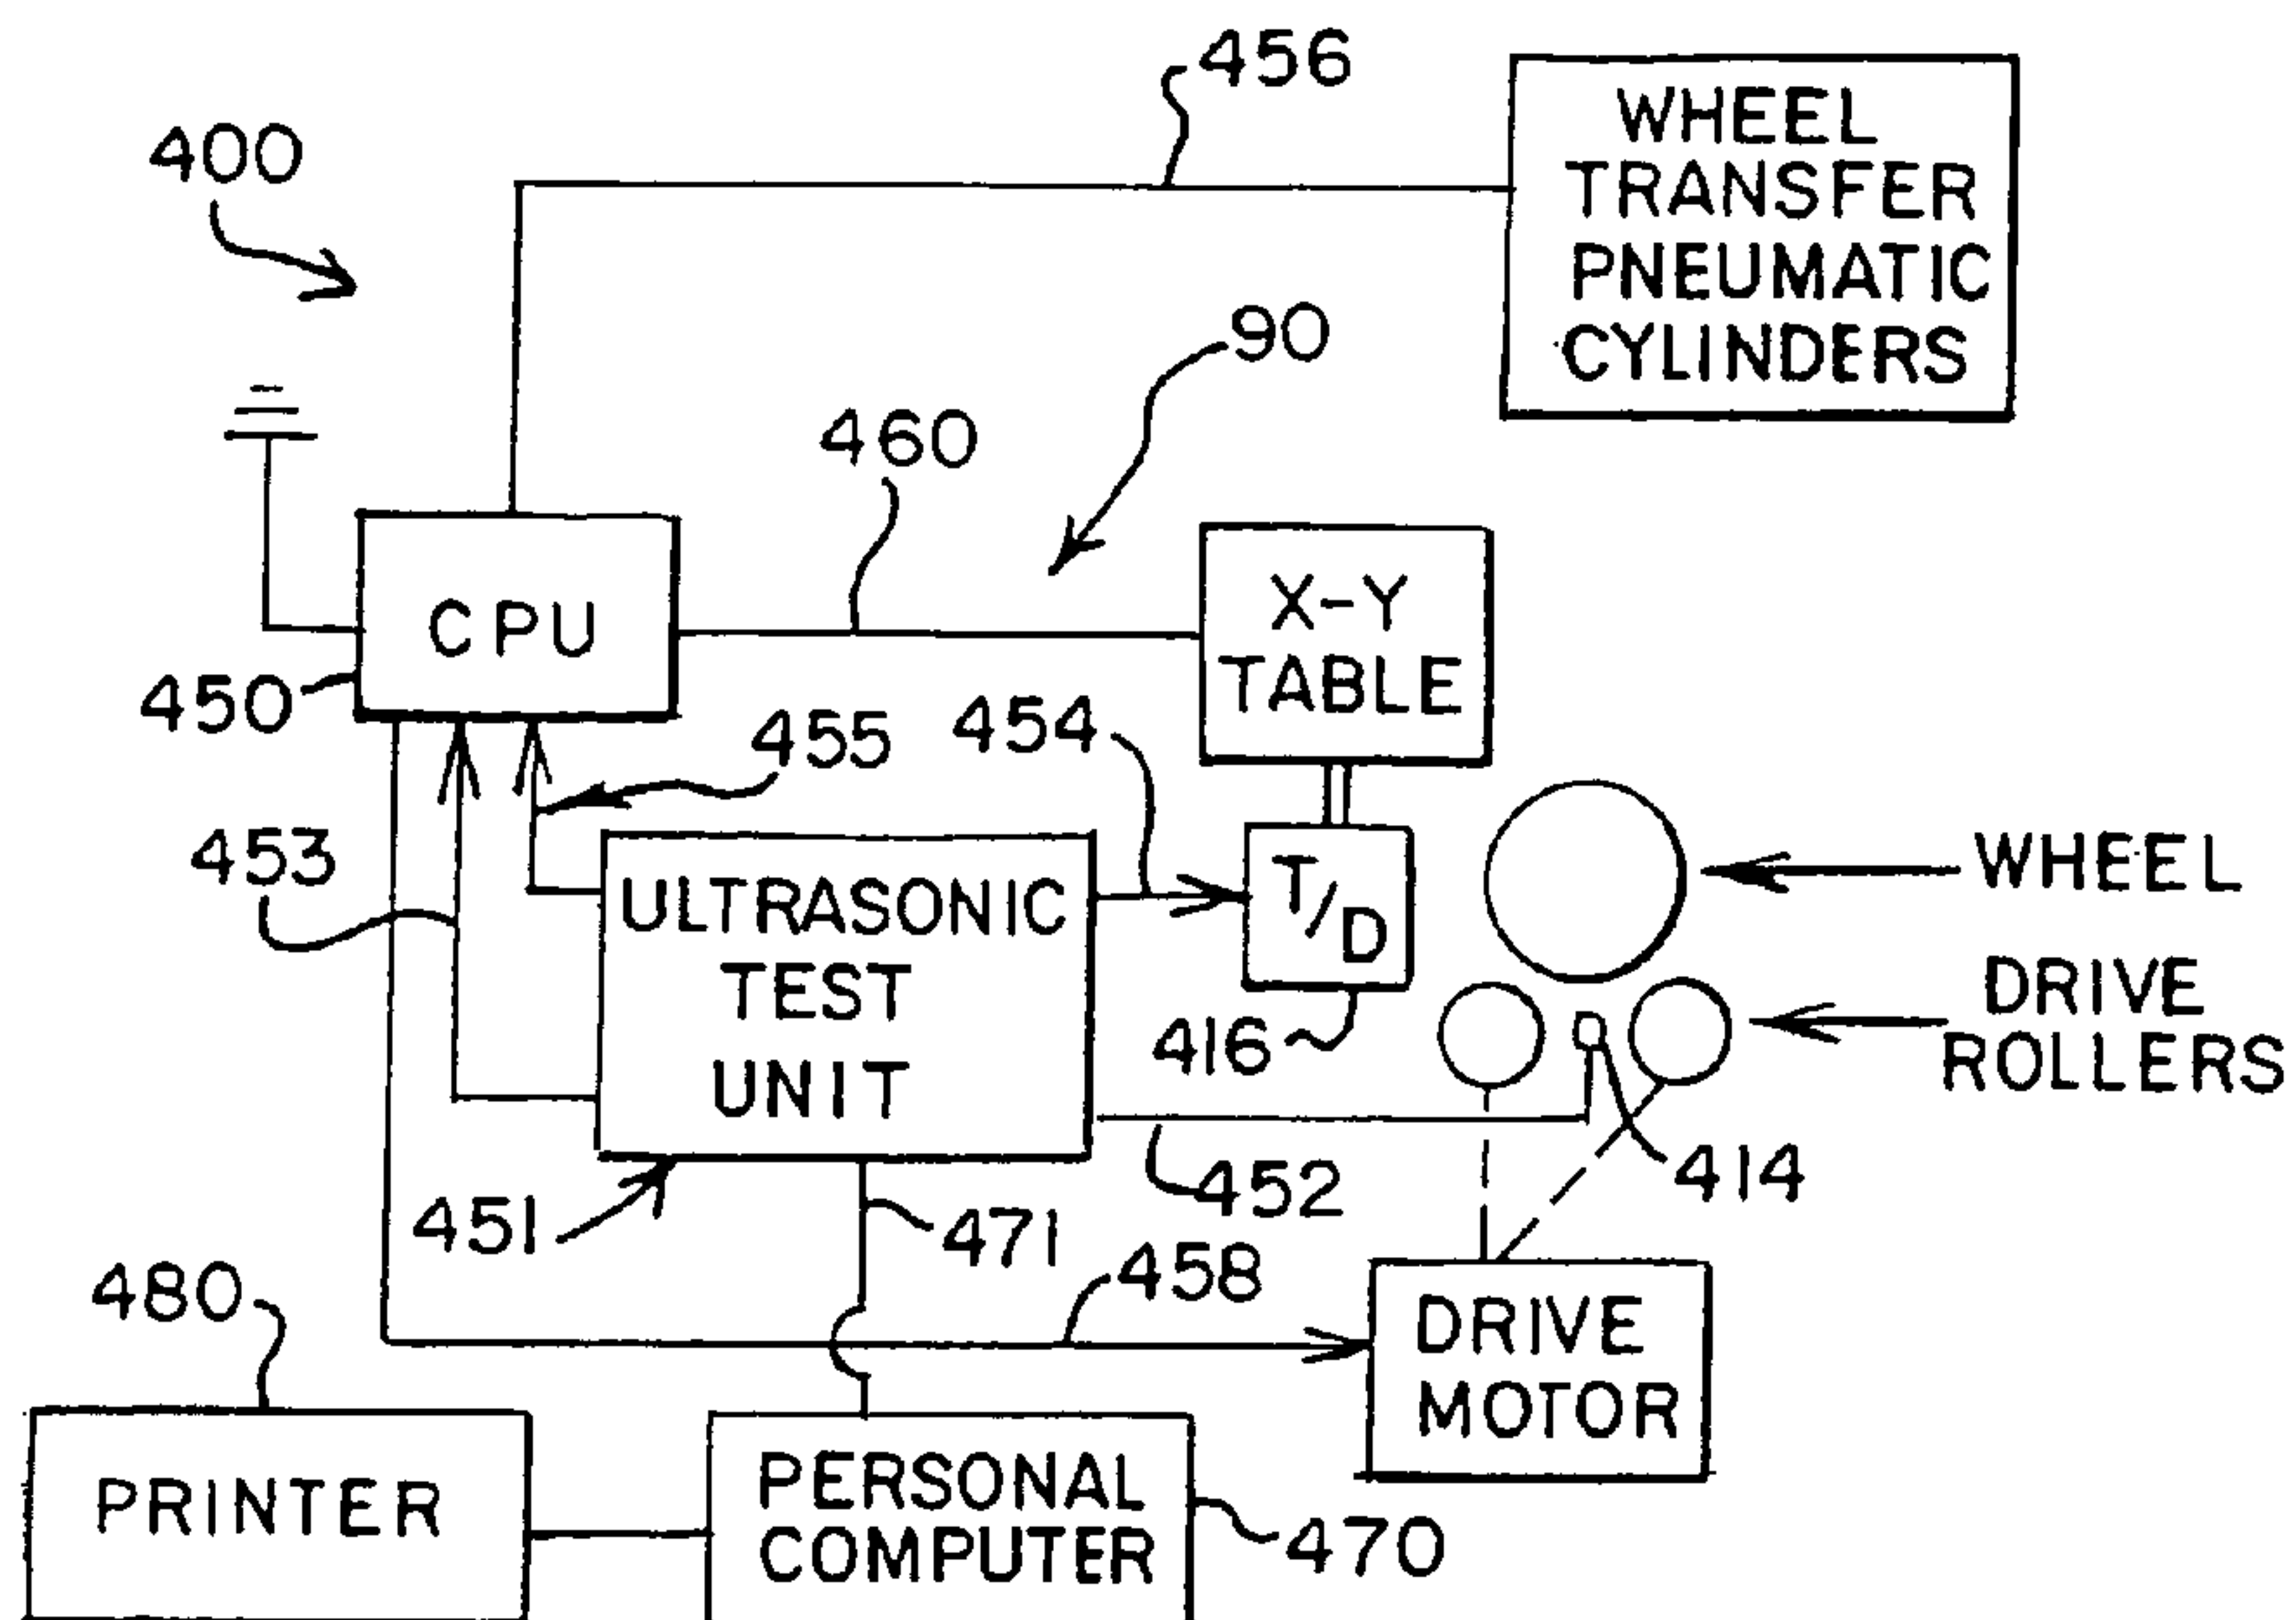 456
WHEEL
TRANSFER
PNEUMATIC
CYLINDERS
400
90
460
CPU
X-Y
TABLE
450
455
454
453
ULTRASONIC
TEST
UNIT
T/D
WHEEL
DRIVE
ROLLERS
416
414
452
451
471
458
480
DRIVE
MOTOR
PRINTER
PERSONAL
COMPUTER
470